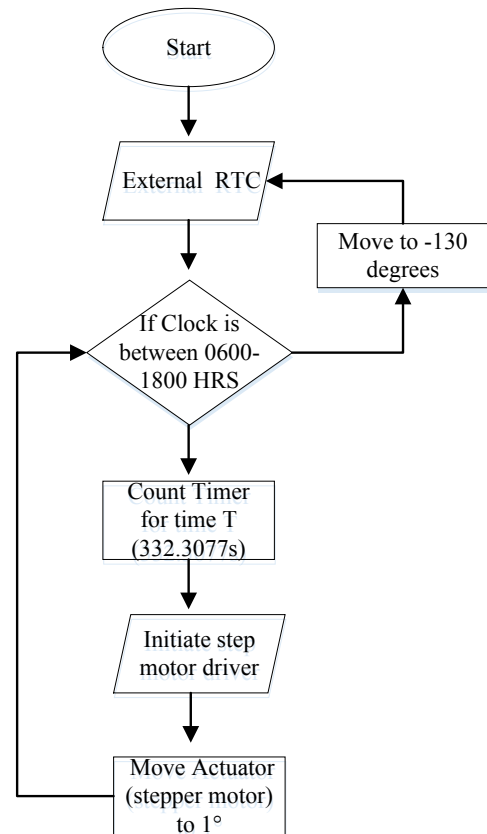 Start
External RTC
Move to -130
degrees
If Clock is
between 0600-
1800 HRS
Count Timer
for time T
(332.3077s)
Initiate step
motor driver
Move Actuator
(stepper motor)
to 1°